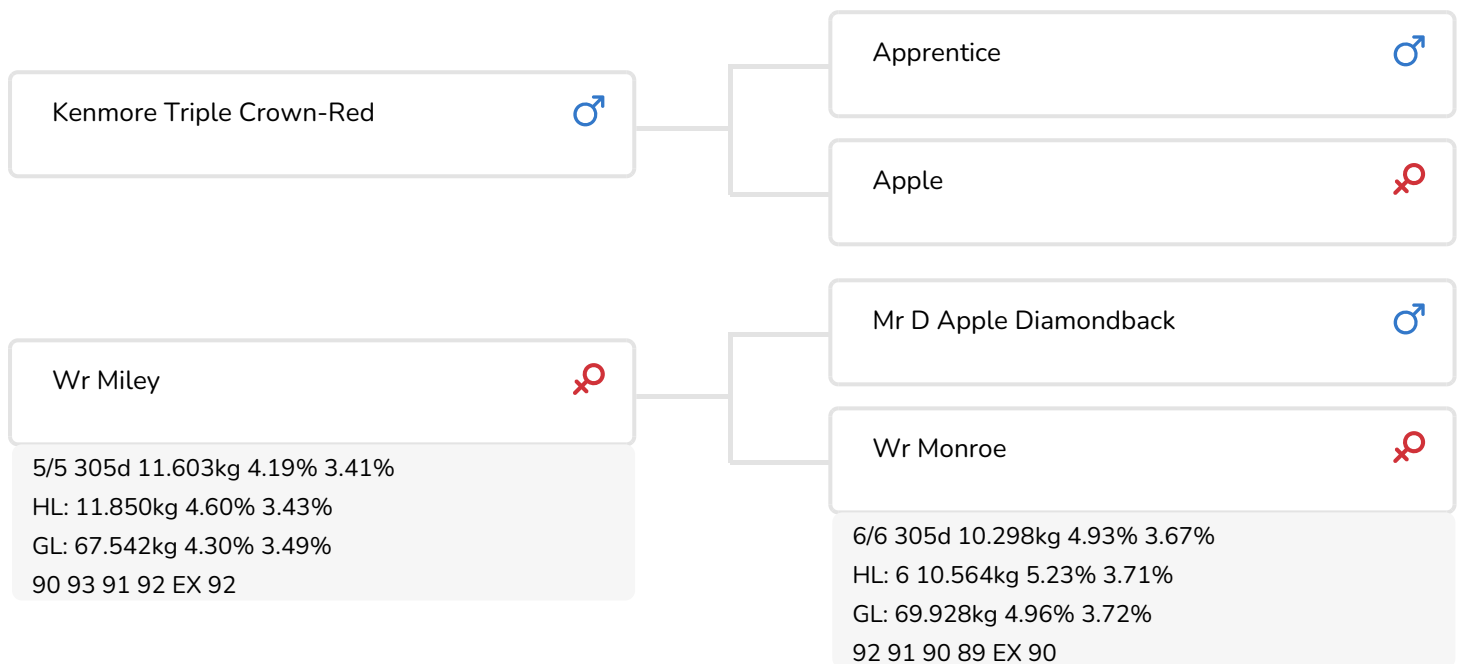 Kenmore Triple Crown-Red
Apprentice
Apple
Wr Miley
5/5 305d 11.603kg 4.19% 3.41%
HL: 11.850kg 4.60% 3.43%
GL: 67.542kg 4.30% 3.49%
90 93 91 92 EX 92
Mr D Apple Diamondback
Wr Monroe
6/6 305d 10.298kg 4.93% 3.67%
HL: 6 10.564kg 5.23% 3.71%
GL: 69.928kg 4.96% 3.72%
92 91 90 89 EX 90